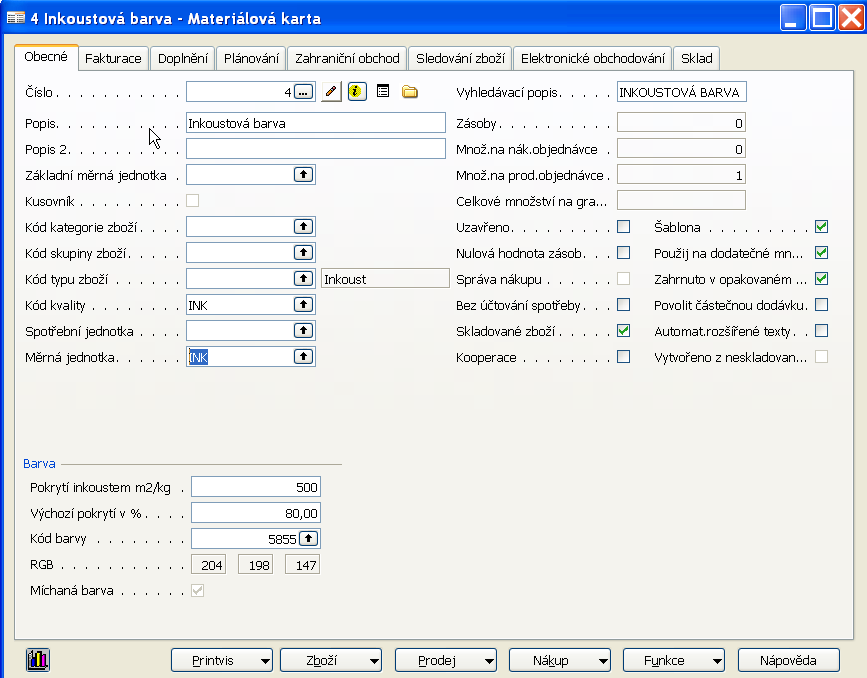 4 Inkoustová barva - Materiálová karta
Obecné Fakturace Doplnění Plánování Zahraniční obchod Sledování zboží Elektronické obchodování Sklad
Číslo . . . . . . . . . . . 4 ... Vyhledávací popis. . . . . INKOUSTOVÁ BARVA
Popis. . . . . . . . . . . Inkoustová barva Zásoby . . . . . . . . . . 0
Popis 2. . . . . . . . . . Množ.na nák.objednávce . 0
Základní měrná jednotka . Množ.na prod.objednávce . 1
Kusovník . . . . . . . . . Celkové množství na gra...
Kód kategorie zboží . . . . Uzavřeno. . . . . . . . . Šablona . . . . . . . . .
Kód skupiny zboží. . . . . Nulová hodnota zásob. . . Použij na dodatečné mn...
Kód typu zboží . . . . . . Inkoust Správa nákupu . . . . . . Zahrnuto v opakovaném ...
Kód kvality . . . . . . . INK Bez účtování spotřeby. . . Povolit částečnou dodávku.
Spotřební jednotka . . . . Skladované zboží . . . . . Automat.rozšířené texty. .
Měrná jednotka. . . . . . INK Kooperace . . . . . . . . Vytvořeno z neskladovan...
Barva
Pokrytí inkoustem m2/kg . 500
Výchozí pokrytí v % . . . . 80,00
Kód barvy . . . . . . . . 5855
RGB . . . . . . . . . . . 204 198 147
Míchaná barva . . . . . .
Printvis Zboží Prodej Nákup Funkce Nápověda